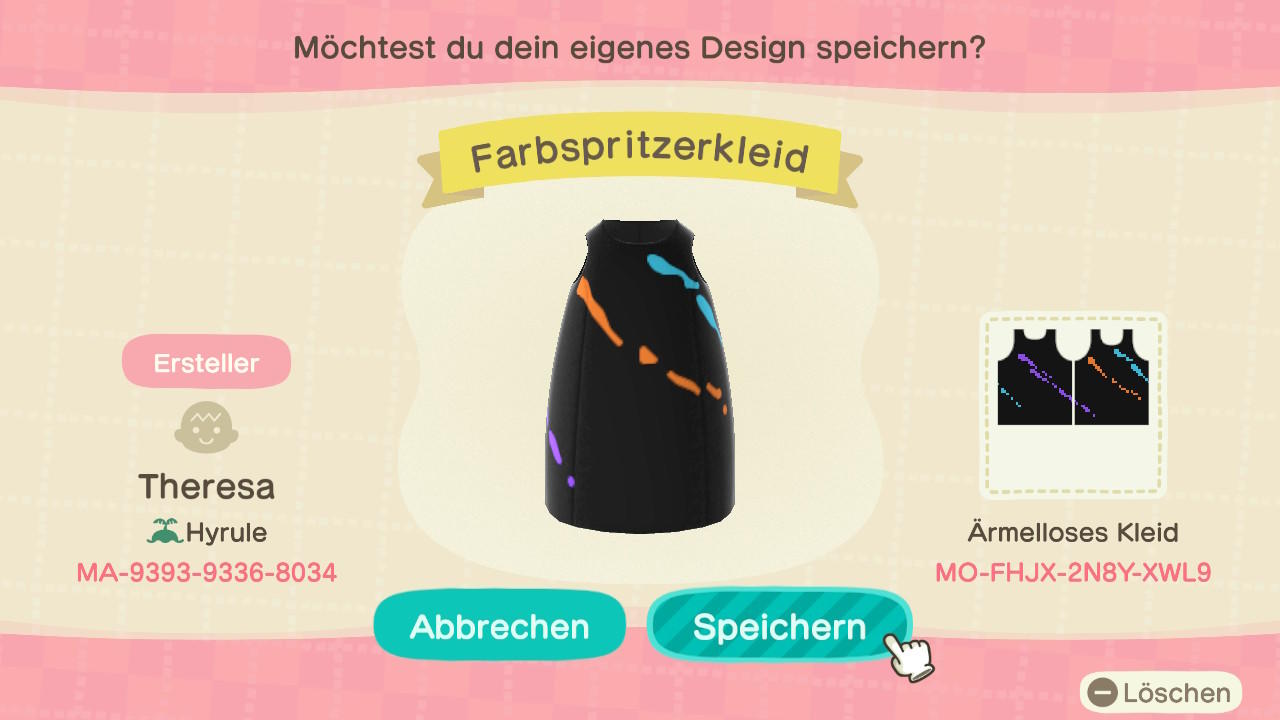 Möchtest du dein eigenes Design speichern?
Farbspritzerkleid
Ersteller
Theresa
Hyrule
MA-9393-9336-8034
Ärmelloses Kleid
MO-FHJX-2N8Y-XWL9
Abbrechen
Speichern
Löschen